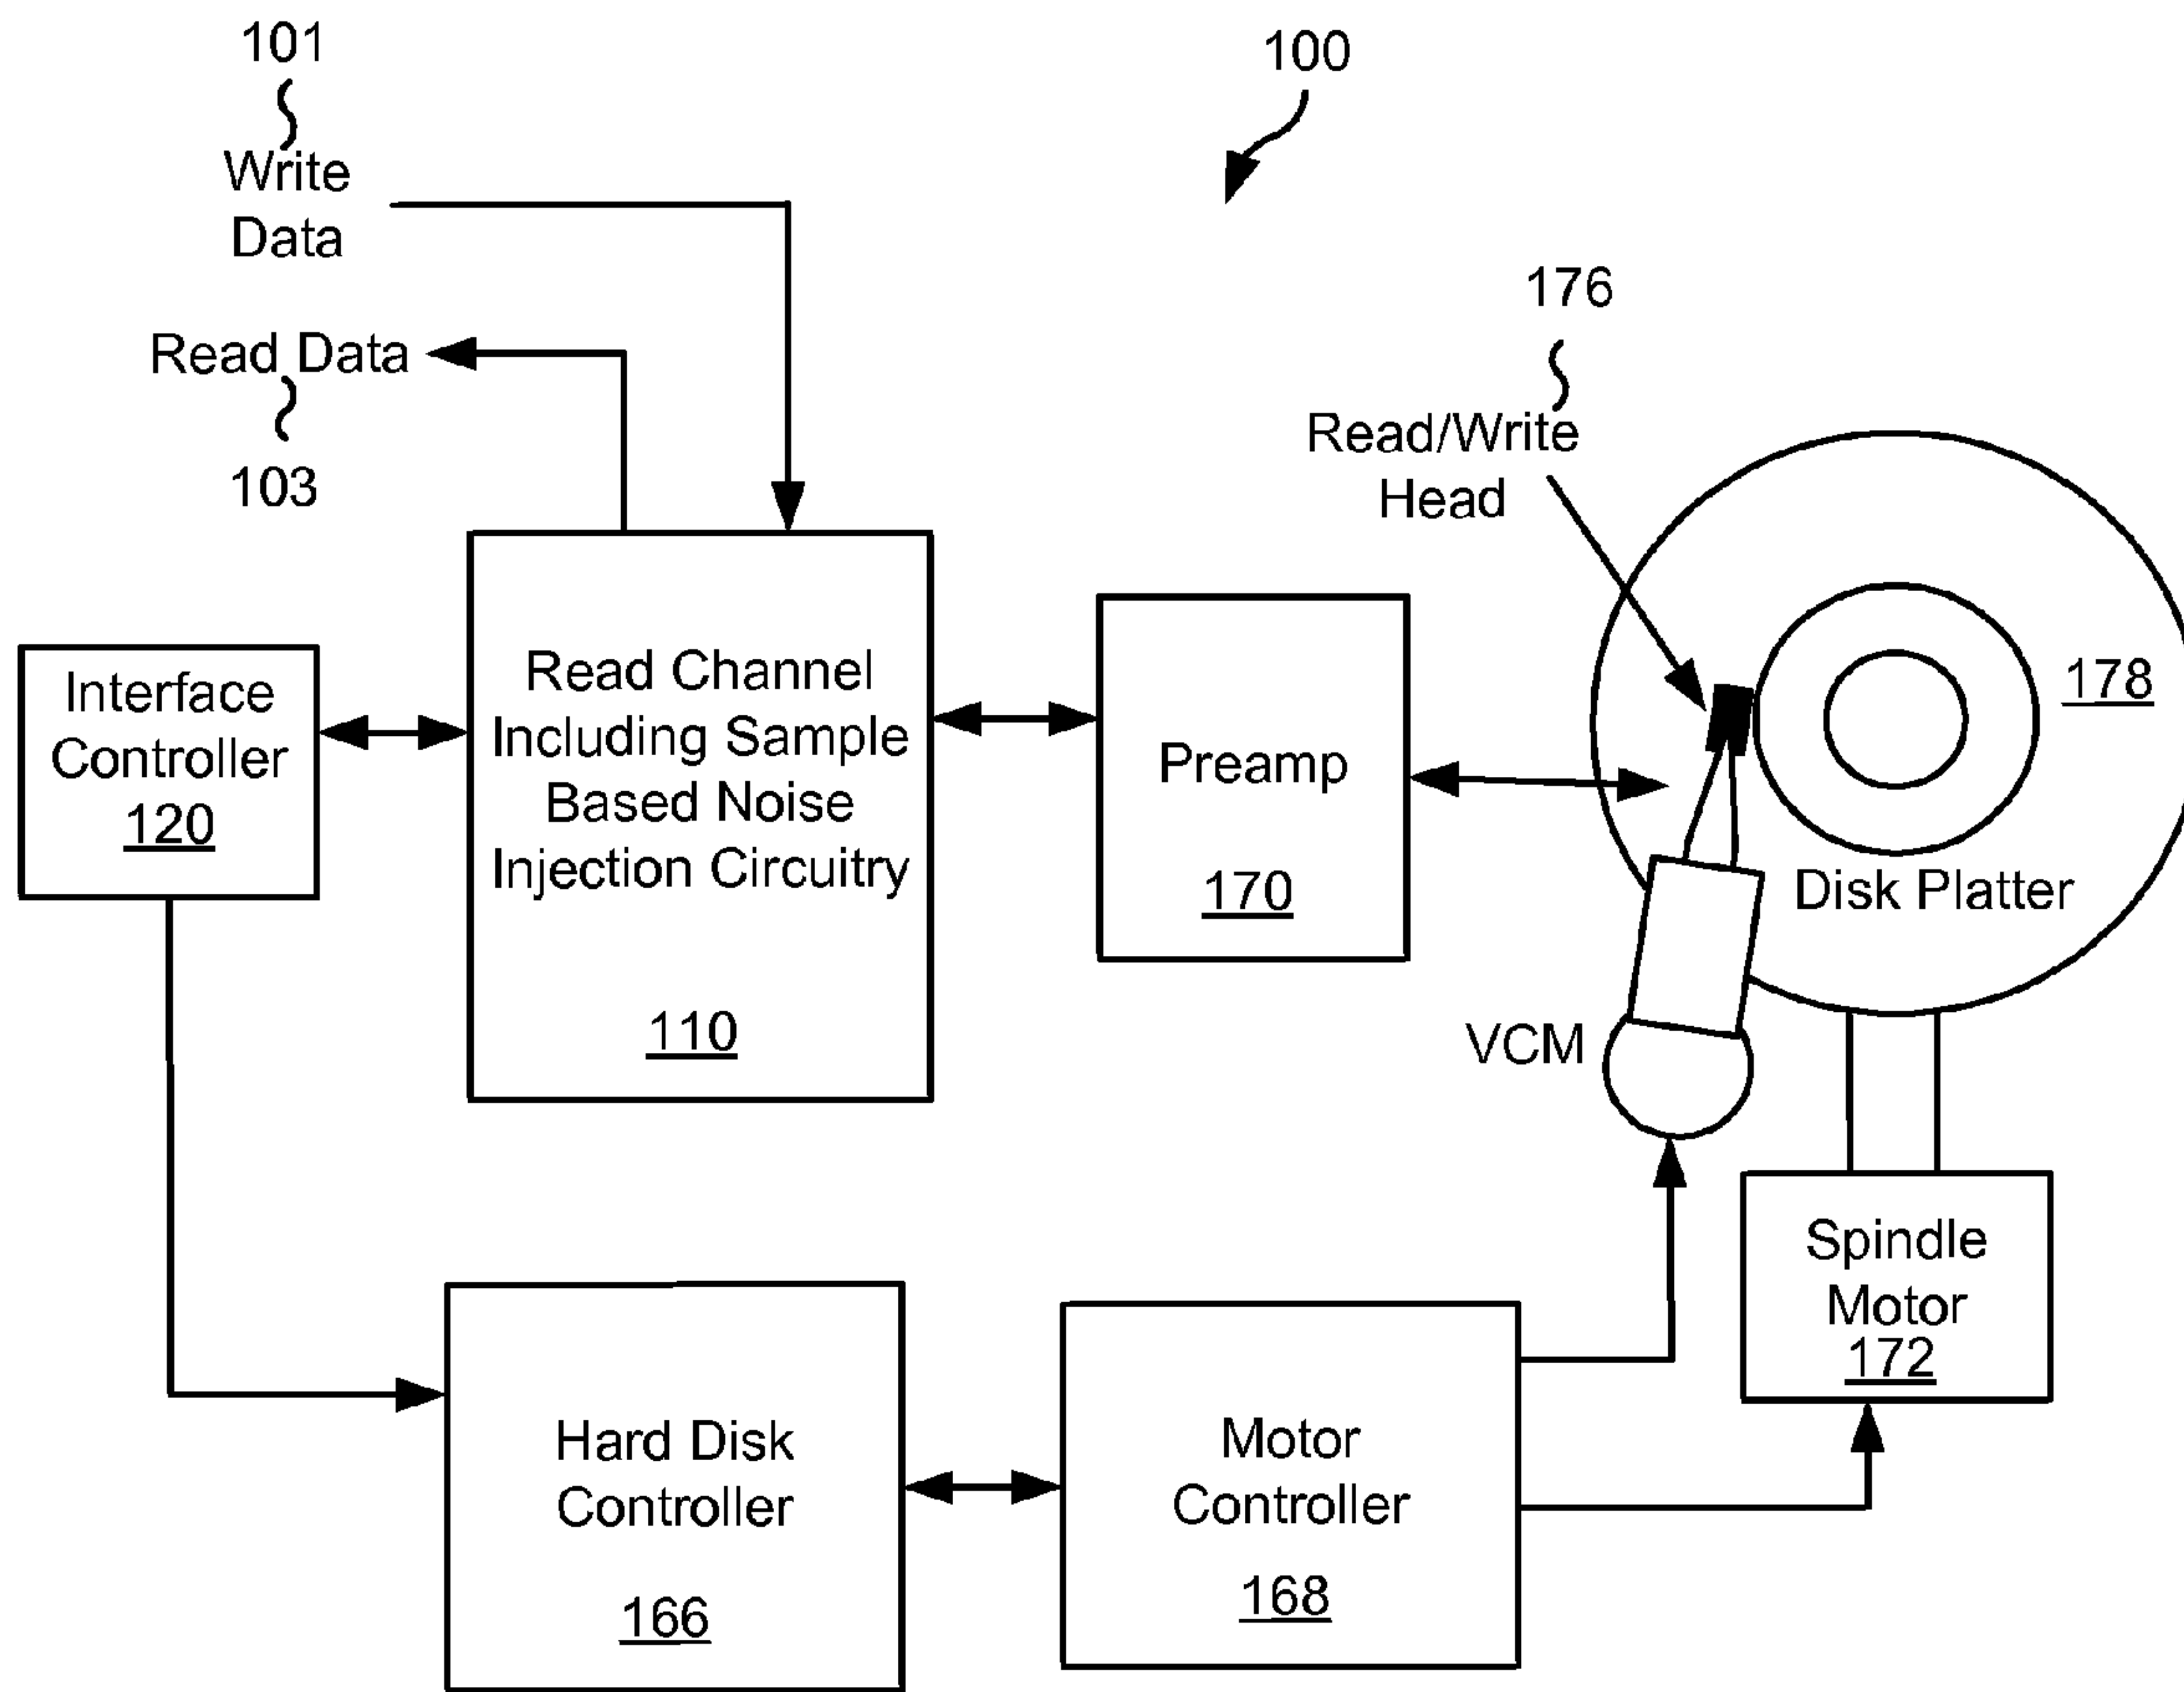 101
Write
Data
Read Data
103
100
176
Read/Write
Head
Interface
Controller
120
Read Channel
Including Sample
Based Noise
Injection Circuitry
110
Preamp
170
178
Disk Platter
VCM
Spindle
Motor
172
Hard Disk
Controller
166
Motor
Controller
168